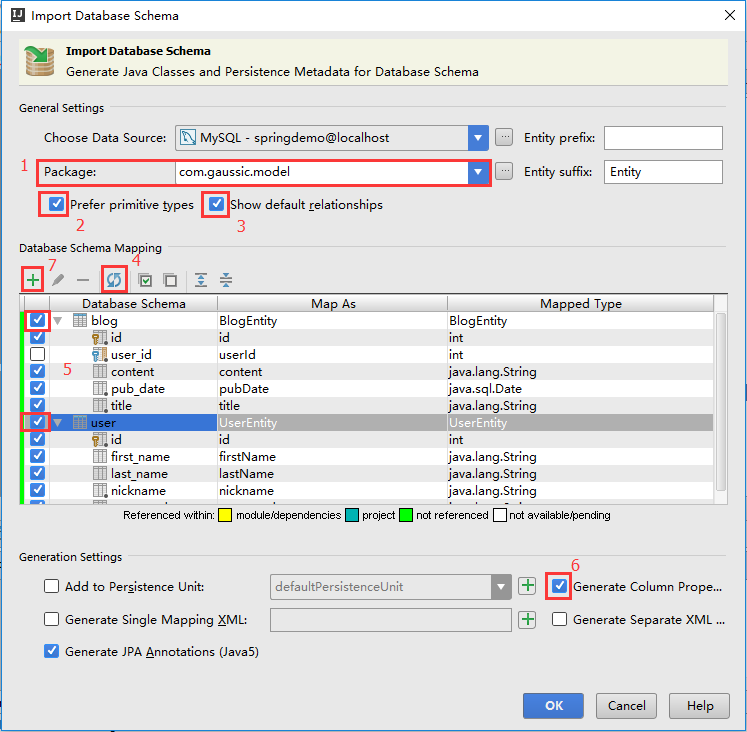 Import Database Schema
Import Database Schema
Generate Java Classes and Persistence Metadata for Database Schema
General Settings
Choose Data Source: MySQL - springdemo@localhost ... Entity prefix:
1 Package: com.gaussic.model ... Entity suffix: Entity
Prefer primitive types Show default relationships
2 3
Database Schema Mapping
7 4
Database Schema Map As Mapped Type
blog BlogEntity BlogEntity
id id int
user_id userId int
5 content content java.lang.String
pub_date pubDate java.sql.Date
title title java.lang.String
user UserEntity UserEntity
id id int
first_name firstName java.lang.String
last_name lastName java.lang.String
nickname nickname java.lang.String
Referenced within: module/dependencies project not referenced not available/pending
Generation Settings
6
Add to Persistence Unit: defaultPersistenceUnit Generate Column Prope...
Generate Single Mapping XML: Generate Separate XML ...
Generate JPA Annotations (Java5)
OK Cancel Help